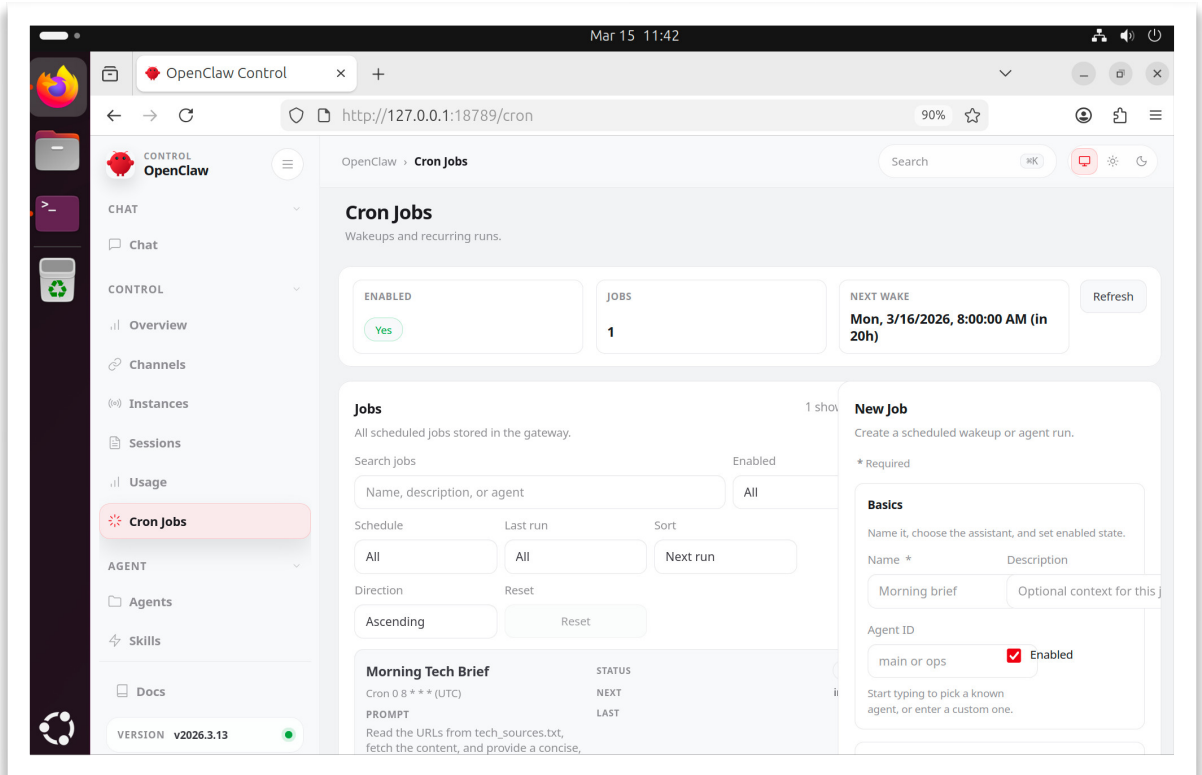 Mar 15 11:42
OpenClaw Control
http://127.0.0.1:18789/cron
90%
CONTROL
OpenClaw
OpenClaw › Cron Jobs
Search
⌘K
CHAT
Chat
CONTROL
Overview
Channels
Instances
Sessions
Usage
Cron Jobs
AGENT
Agents
Skills
Docs
VERSION v2026.3.13
Cron Jobs
Wakeups and recurring runs.
ENABLED
Yes
JOBS
1
NEXT WAKE
Mon, 3/16/2026, 8:00:00 AM (in
20h)
Refresh
Jobs
1 show
All scheduled jobs stored in the gateway.
Search jobs
Enabled
Name, description, or agent
All
Schedule
Last run
Sort
All
All
Next run
Direction
Reset
Ascending
Reset
Morning Tech Brief
Cron 0 8 * * * (UTC)
PROMPT
Read the URLs from tech_sources.txt,
fetch the content, and provide a concise,
STATUS
NEXT
LAST
New Job
Create a scheduled wakeup or agent run.
* Required
Basics
Name it, choose the assistant, and set enabled state.
Name *
Description
Morning brief
Optional context for this j
Agent ID
main or ops
Enabled
Start typing to pick a known
agent, or enter a custom one.